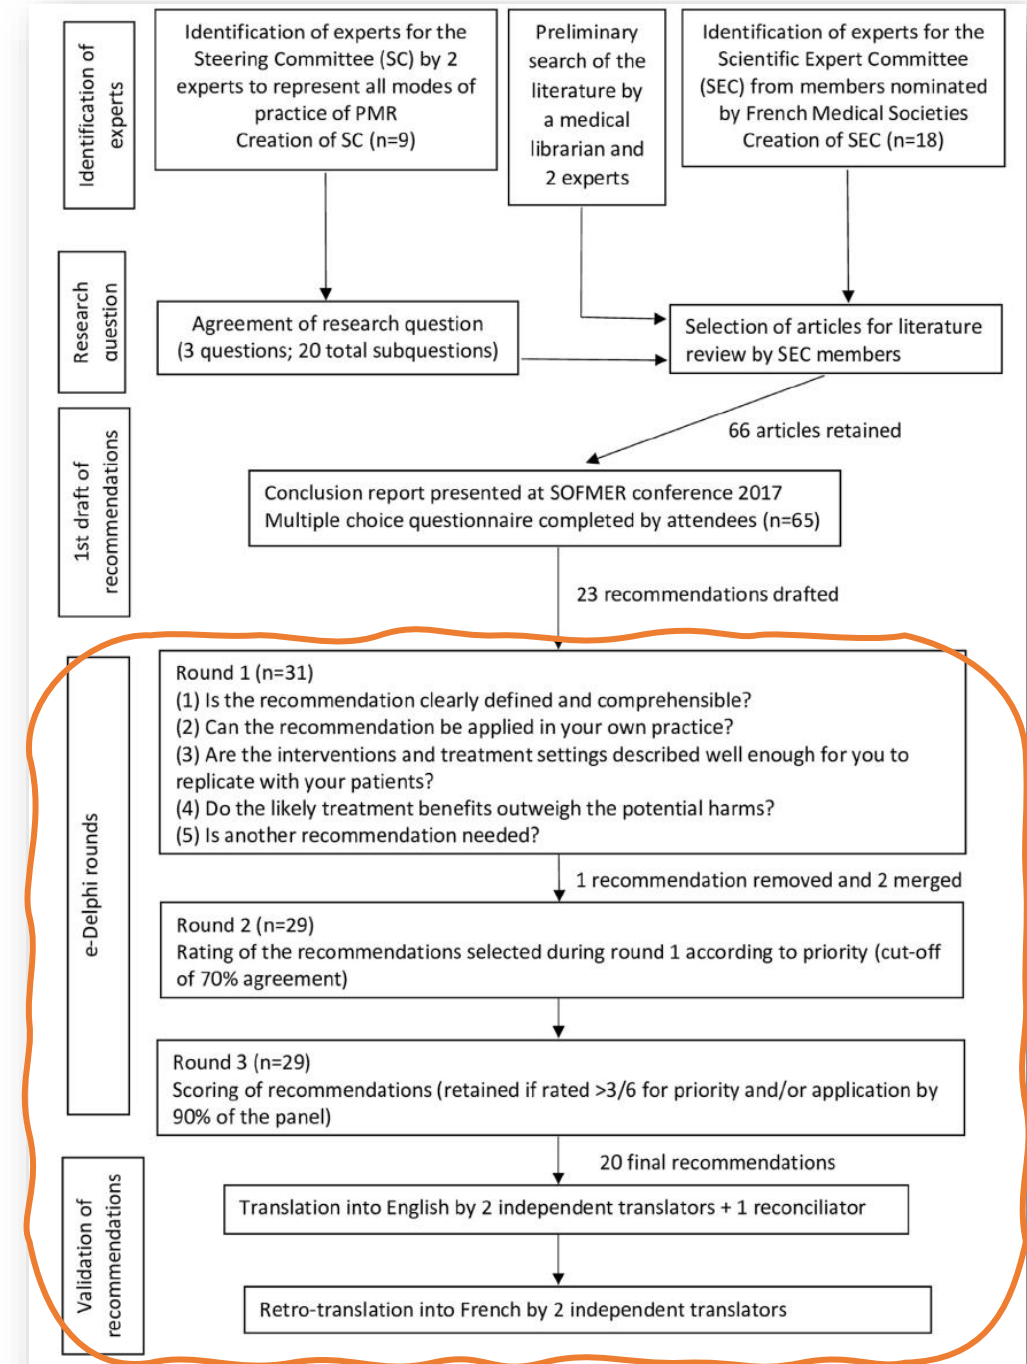 Identification of
experts
Identification of experts for the
Steering Committee (SC) by 2
experts to represent all modes of
practice of PMR
Creation of SC (n=9)
Preliminary
search of the
literature by
a medical
librarian and
2 experts
Identification of experts for the
Scientific Expert Committee
(SEC) from members nominated
by French Medical Societies
Creation of SEC (n=18)
Research
question
Agreement of research question
(3 questions; 20 total subquestions)
Selection of articles for literature
review by SEC members
66 articles retained
1st draft of
recommendations
Conclusion report presented at SOFMER conference 2017
Multiple choice questionnaire completed by attendees (n=65)
23 recommendations drafted
e-Delphi rounds
Round 1 (n=31)
(1) Is the recommendation clearly defined and comprehensible?
(2) Can the recommendation be applied in your own practice?
(3) Are the interventions and treatment settings described well enough for you to
replicate with your patients?
(4) Do the likely treatment benefits outweigh the potential harms?
(5) Is another recommendation needed?
1 recommendation removed and 2 merged
Round 2 (n=29)
Rating of the recommendations selected during round 1 according to priority (cut-off
of 70% agreement)
Round 3 (n=29)
Scoring of recommendations (retained if rated >3/6 for priority and/or application by
90% of the panel)
20 final recommendations
Validation of
recommendations
Translation into English by 2 independent translators + 1 reconciliator
Retro-translation into French by 2 independent translators